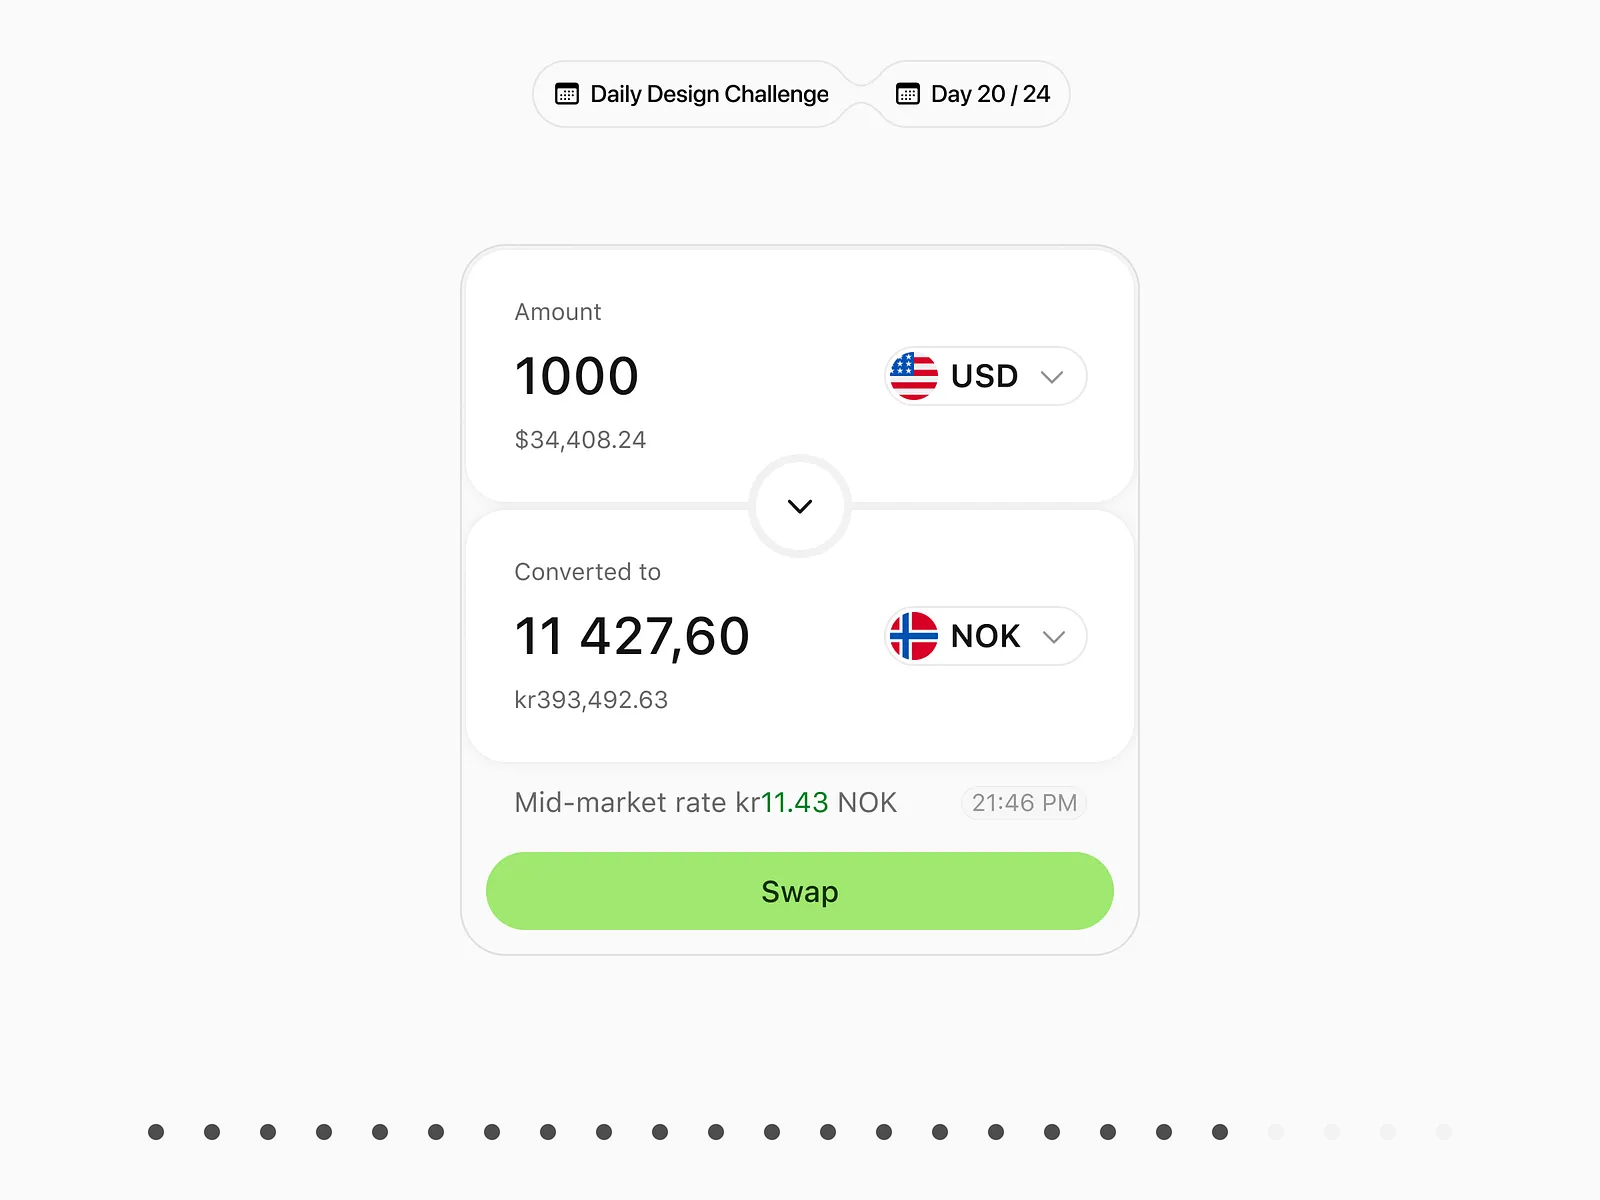 Daily Design Challenge
Day 20 / 24
Amount
1000
USD
$34,408.24
Converted to
11 427,60
NOK
kr393,492.63
Mid-market rate kr11.43 NOK
21:46 PM
Swap